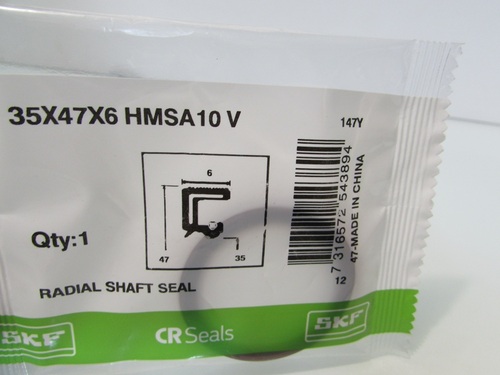 35X47X6 HMSA10 V
147Y
6
47
35
Qty:1
7 316572 543894
47-MADE IN CHINA
12
RADIAL SHAFT SEAL
SKF
CR Seals
SKF